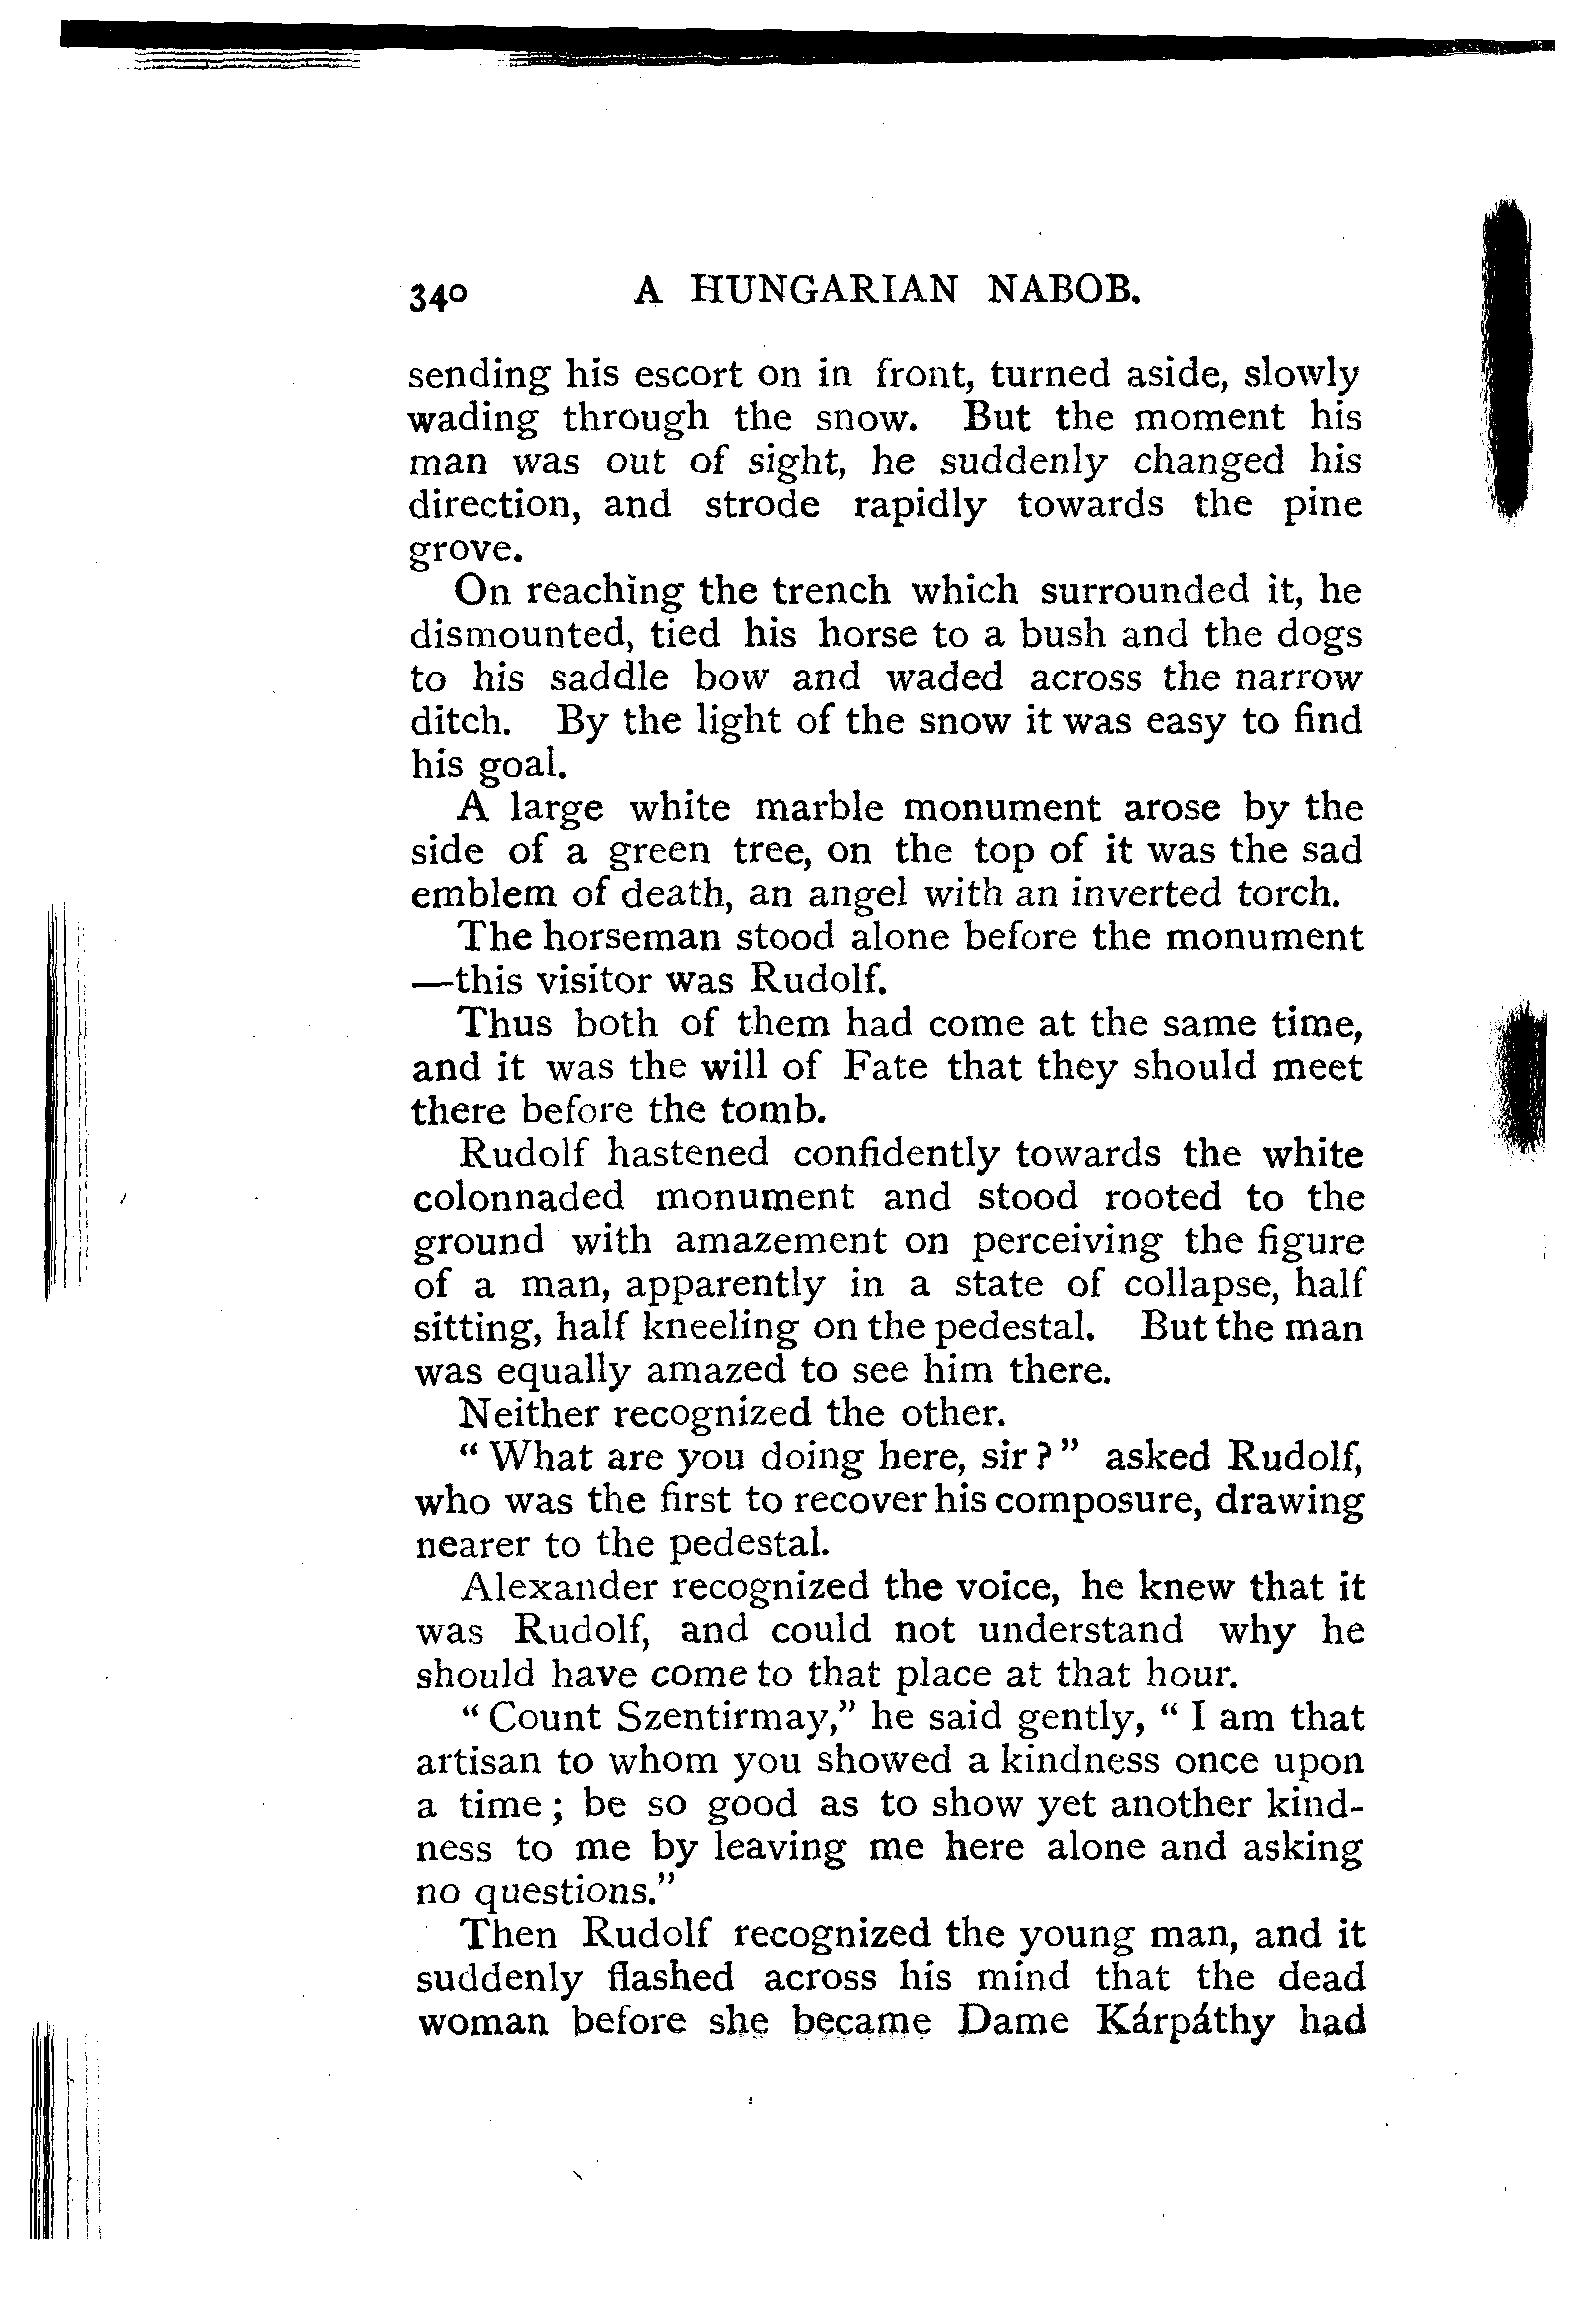 340 A HUNGARIAN NABOB.
sending his escort on in front, turned aside, slowly
wading through the snow. But the moment his
man was out of sight, he suddenly changed his
direction, and strode rapidly towards the pine
grove.
On reaching the trench which surrounded it, he
dismounted, tied his horse to a bush and the dogs
to his saddle bow and waded across the narrow
ditch. By the light of the snow it was easy to find
his goal.
A large white marble monument arose by the
side of a green tree, on the top of it was the sad
emblem of death, an angel with an inverted torch.
The horseman stood alone before the monument
—this visitor was Rudolf.
Thus both of them had come at the same time,
and it was the will of Fate that they should meet
there before the tomb.
Rudolf hastened confidently towards the white
colonnaded monument and stood rooted to the
ground with amazement on perceiving the figure
of a man, apparently in a state of collapse, half
sitting, half kneeling on the pedestal. But the man
was equally amazed to see him there.
Neither recognized the other.
“ What are you doing here, sir ? ” asked Rudolf,
who was the first to recover his composure, drawing
nearer to the pedestal.
Alexander recognized the voice, he knew that it
was Rudolf, and could not understand why he
should have come to that place at that hour.
“ Count Szentirmay,” he said gently, “ I am that
artisan to whom you showed a kindness once upon
a time ; be so good as to show yet another kind-
ness to me by leaving me here alone and asking
no questions.”
Then Rudolf recognized the young man, and it
suddenly flashed across his mind that the dead
woman before she became Dame Kárpáthy had